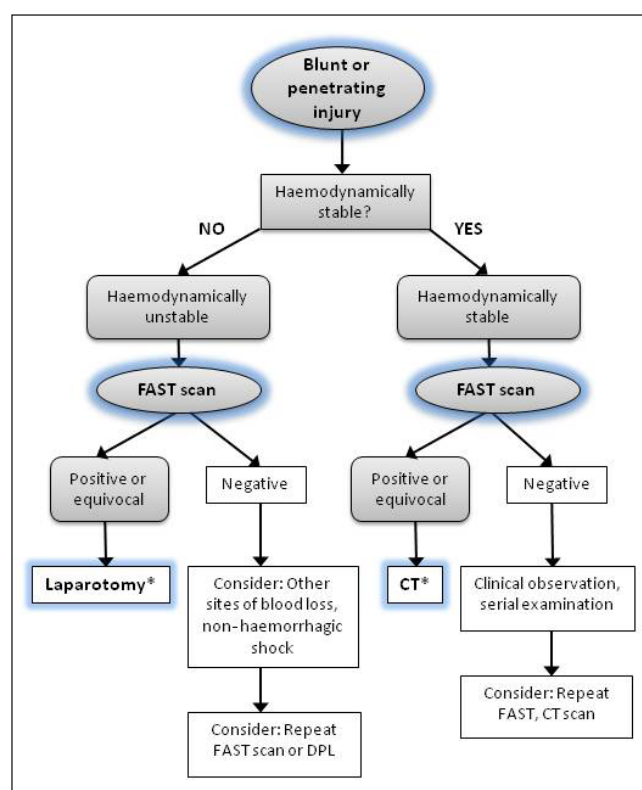 Blunt or
penetrating
injury
Haemodynamically
stable?
NO
YES
Haemodynamically
unstable
Haemodynamically
stable
FAST scan
FAST scan
Positive or
equivocal
Negative
Positive or
equivocal
Negative
Laparotomy*
Consider: Other
sites of blood loss,
non-haemorrhagic
shock
CT*
Clinical observation,
serial examination
Consider: Repeat
FAST scan or DPL
Consider: Repeat
FAST, CT scan